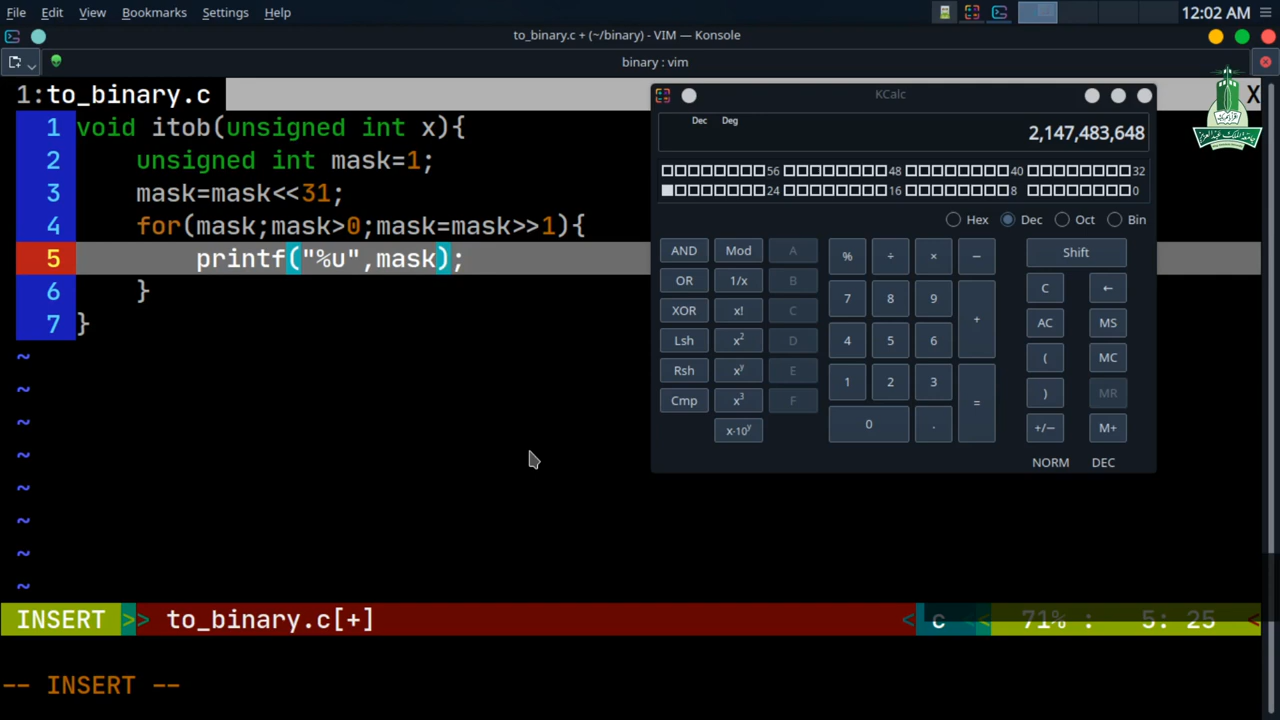 File Edit View Bookmarks Settings Help
12:02 AM
to_binary.c + (~/binary) - VIM — Konsole
binary : vim
1:to_binary.c
X
1 void itob(unsigned int x){
2 unsigned int mask=1;
3 mask=mask<<31;
4 for(mask;mask>0;mask=mask>>1){
5 printf("%u",mask);
6 }
7 }
~
~
~
~
~
~
~
~
INSERT >> to_binary.c[+] < c < 71% : 5: 25 <
-- INSERT --
KCalc
Dec Deg
2,147,483,648
56 48 40 32
24 16 8 0
Hex Dec Oct Bin
AND Mod A % ÷ × − Shift
OR 1/x B 7 8 9 + C ←
XOR x! C AC MS
Lsh x² D 4 5 6 ( MC
Rsh xʸ E 1 2 3 = ) MR
Cmp x³ F 0 . +/− M+
x·10ʸ
NORM DEC